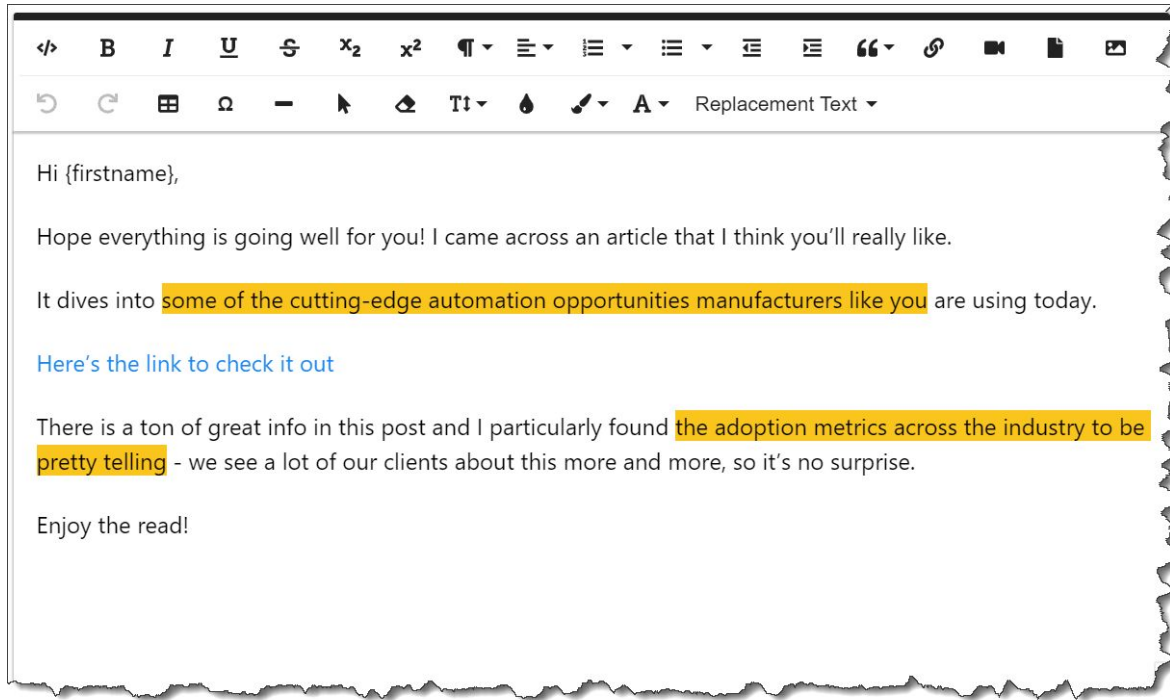 </> B I U S x₂ x²
Ω T A Replacement Text
Hi {firstname},
Hope everything is going well for you! I came across an article that I think you’ll really like.
It dives into some of the cutting-edge automation opportunities manufacturers like you are using today.
Here’s the link to check it out
There is a ton of great info in this post and I particularly found the adoption metrics across the industry to be
pretty telling - we see a lot of our clients about this more and more, so it’s no surprise.
Enjoy the read!